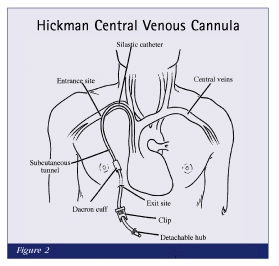 Hickman Central Venous Cannula
Silastic catheter
Entrance site
Central veins
Subcutaneous
tunnel
Dacron cuff
Exit site
Clip
Detachable hub
Figure 2